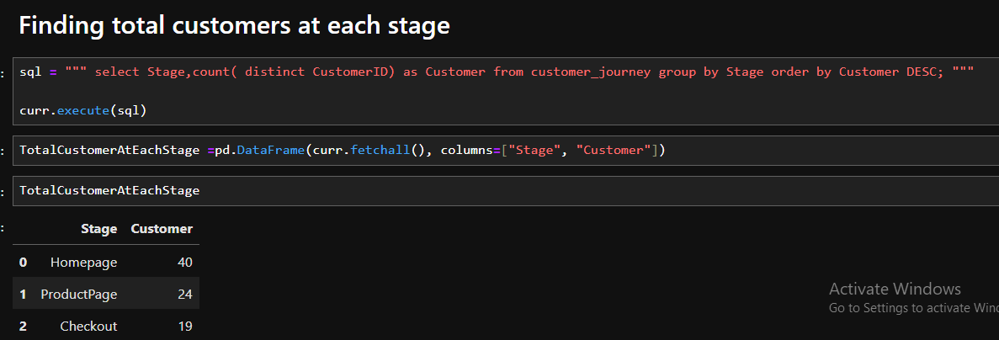 Finding total customers at each stage
sql = """ select Stage,count( distinct CustomerID) as Customer from customer_journey group by Stage order by Customer DESC; """
curr.execute(sql)
TotalCustomerAtEachStage =pd.DataFrame(curr.fetchall(), columns=["Stage", "Customer"])
TotalCustomerAtEachStage
Stage Customer
0 Homepage 40
1 ProductPage 24
2 Checkout 19
Activate Windows
Go to Settings to activate Win